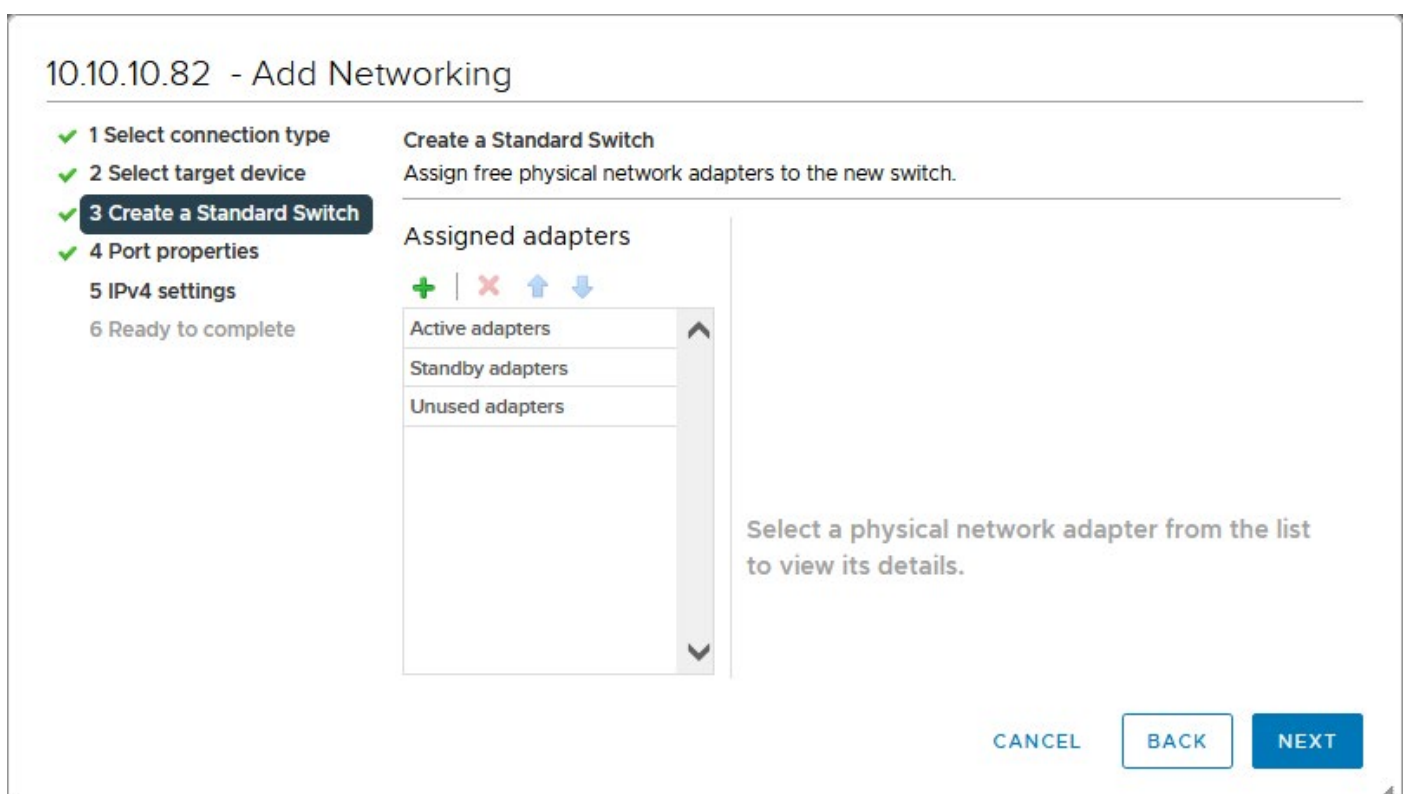 10.10.10.82 - Add Networking
1 Select connection type
2 Select target device
3 Create a Standard Switch
4 Port properties
5 IPv4 settings
6 Ready to complete
Create a Standard Switch
Assign free physical network adapters to the new switch.
Assigned adapters
Active adapters
Standby adapters
Unused adapters
Select a physical network adapter from the list
to view its details.
CANCEL
BACK
NEXT